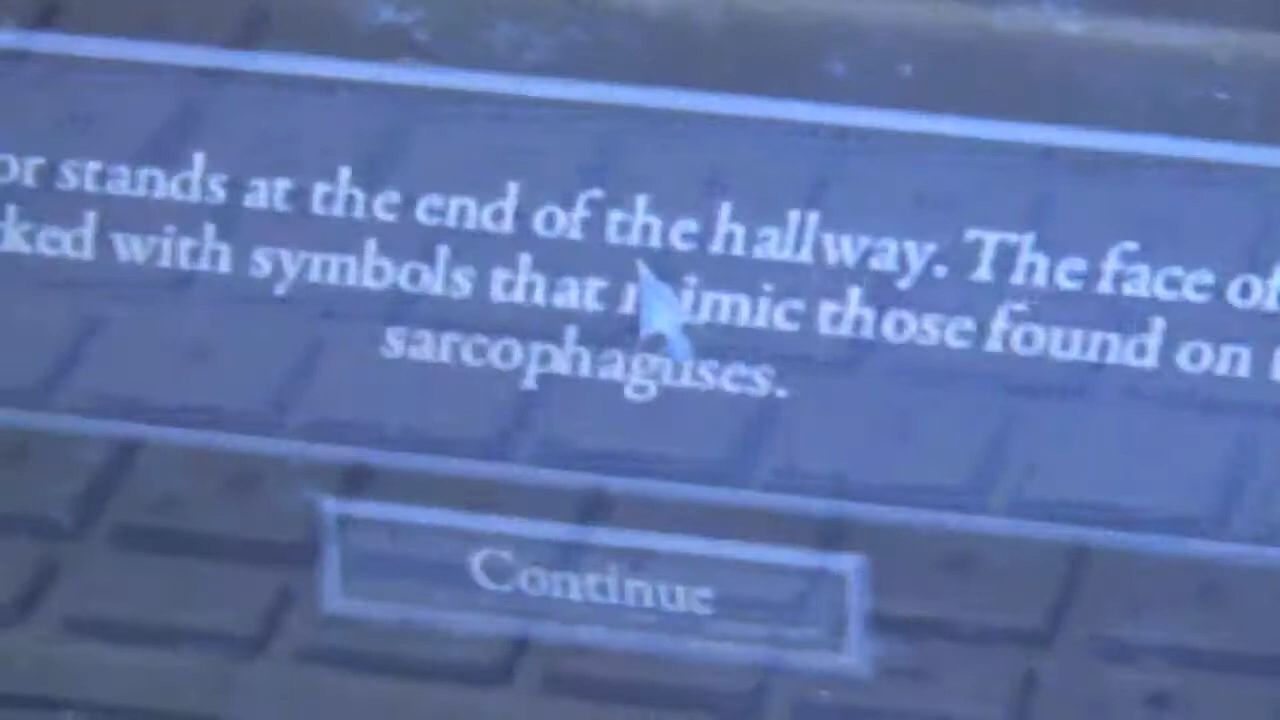 or stands at the end of the hallway. The face of
ked with symbols that mimic those found on t
sarcophaguses.
Continue